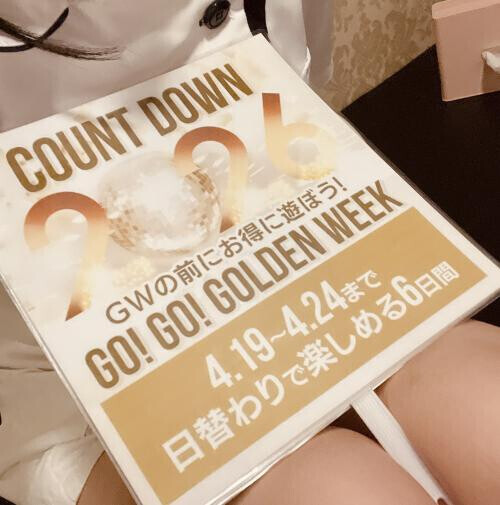 COUNT DOWN
2026
GWの前にお得に遊ぼう!
GO! GO! GOLDEN WEEK
4.19~4.24まで
日替わりで楽しめる6日間